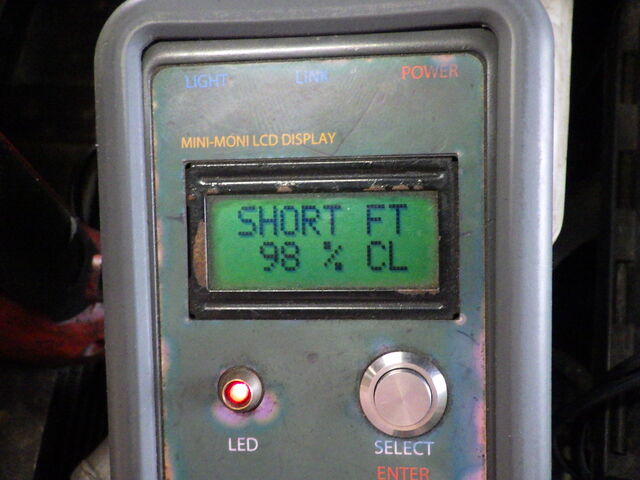 LIGHT LINK POWER
MINI-MONI LCD DISPLAY
SHORT FT
98 % CL
LED SELECT
ENTER